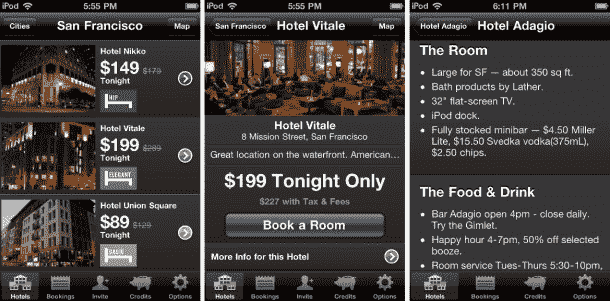 iPod 5:55 PM
Cities San Francisco Map
Hotel Nikko
$149 $179
Tonight
HIP
Hotel Vitale
$199 $289
Tonight
ELEGANT
Hotel Union Square
$89 $129
Tonight
BASIC
Hotels Bookings Invite Credits Options
iPod 5:55 PM
San Francisco Hotel Vitale Map
Hotel Vitale
8 Mission Street, San Francisco
Great location on the waterfront. American...
$199 Tonight Only
$227 with Tax & Fees
Book a Room
More Info for this Hotel
Hotels Bookings Invite Credits Options
iPod 6:11 PM
Hotel Adagio Hotel Adagio
The Room
• Large for SF — about 350 sq ft.
• Bath products by Lather.
• 32" flat-screen TV.
• iPod dock.
• Fully stocked minibar — $4.50 Miller
Lite, $15.50 Svedka vodka(375mL),
$2.50 chips.
The Food & Drink
• Bar Adagio open 4pm - close daily.
Try the Gimlet.
• Happy hour 4-7pm, 50% off selected
booze.
• Room service Tues-Thurs 5:30-10pm,
Hotels Bookings Invite Credits Options